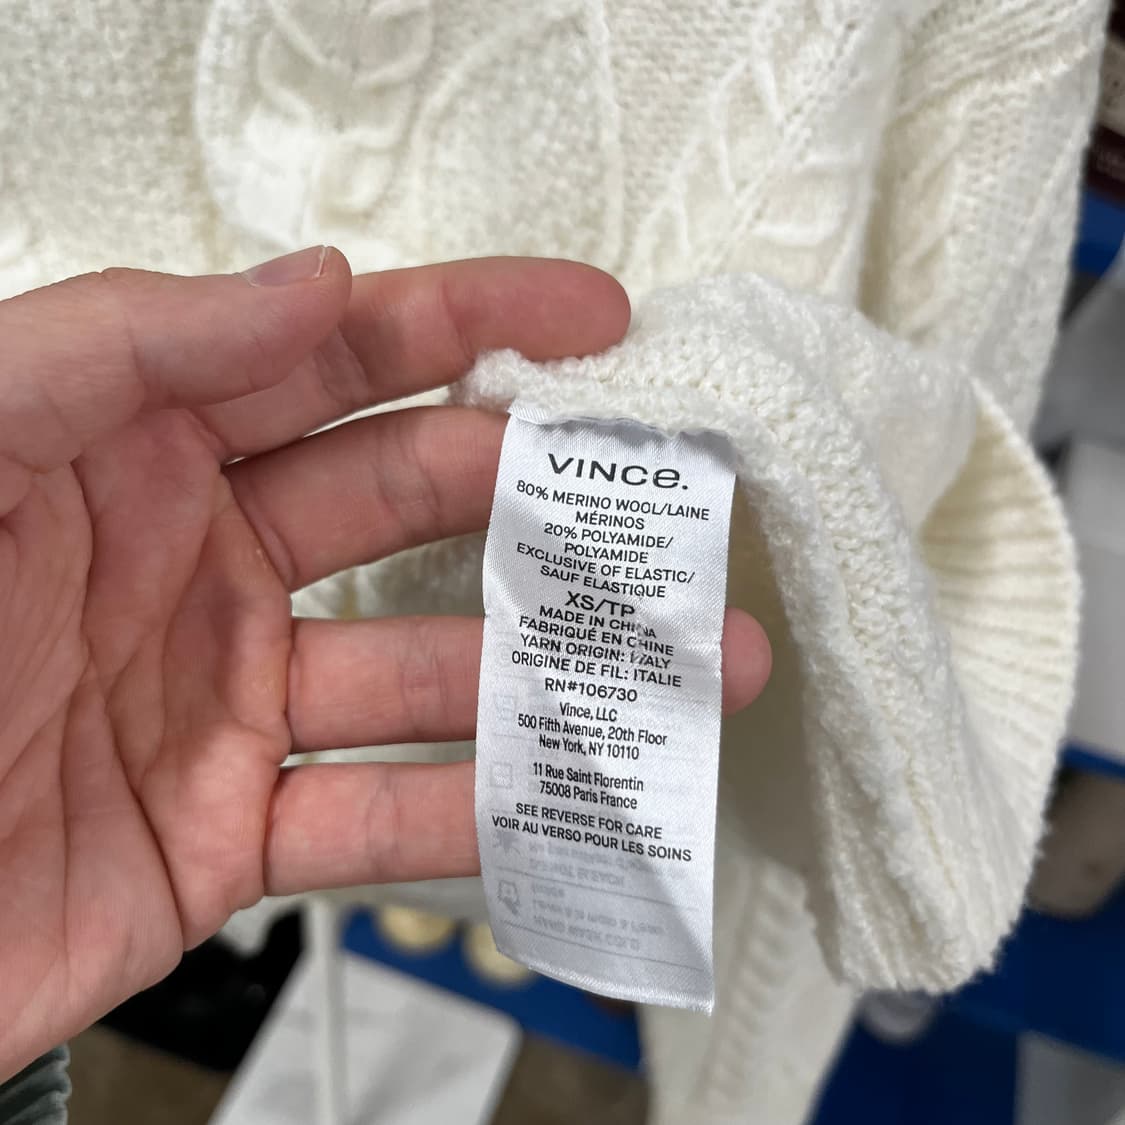 VINCe.
80% MERINO WOOL/LAINE
MÉRINOS
20% POLYAMIDE/
POLYAMIDE
EXCLUSIVE OF ELASTIC/
SAUF ELASTIQUE
XS/TP
MADE IN CHINA
FABRIQUÉ EN CHINE
YARN ORIGIN: ITALY
ORIGINE DE FIL: ITALIE
RN#106730
Vince, LLC
500 Fifth Avenue, 20th Floor
New York, NY 10110
11 Rue Saint Florentin
75008 Paris France
SEE REVERSE FOR CARE
VOIR AU VERSO POUR LES SOINS